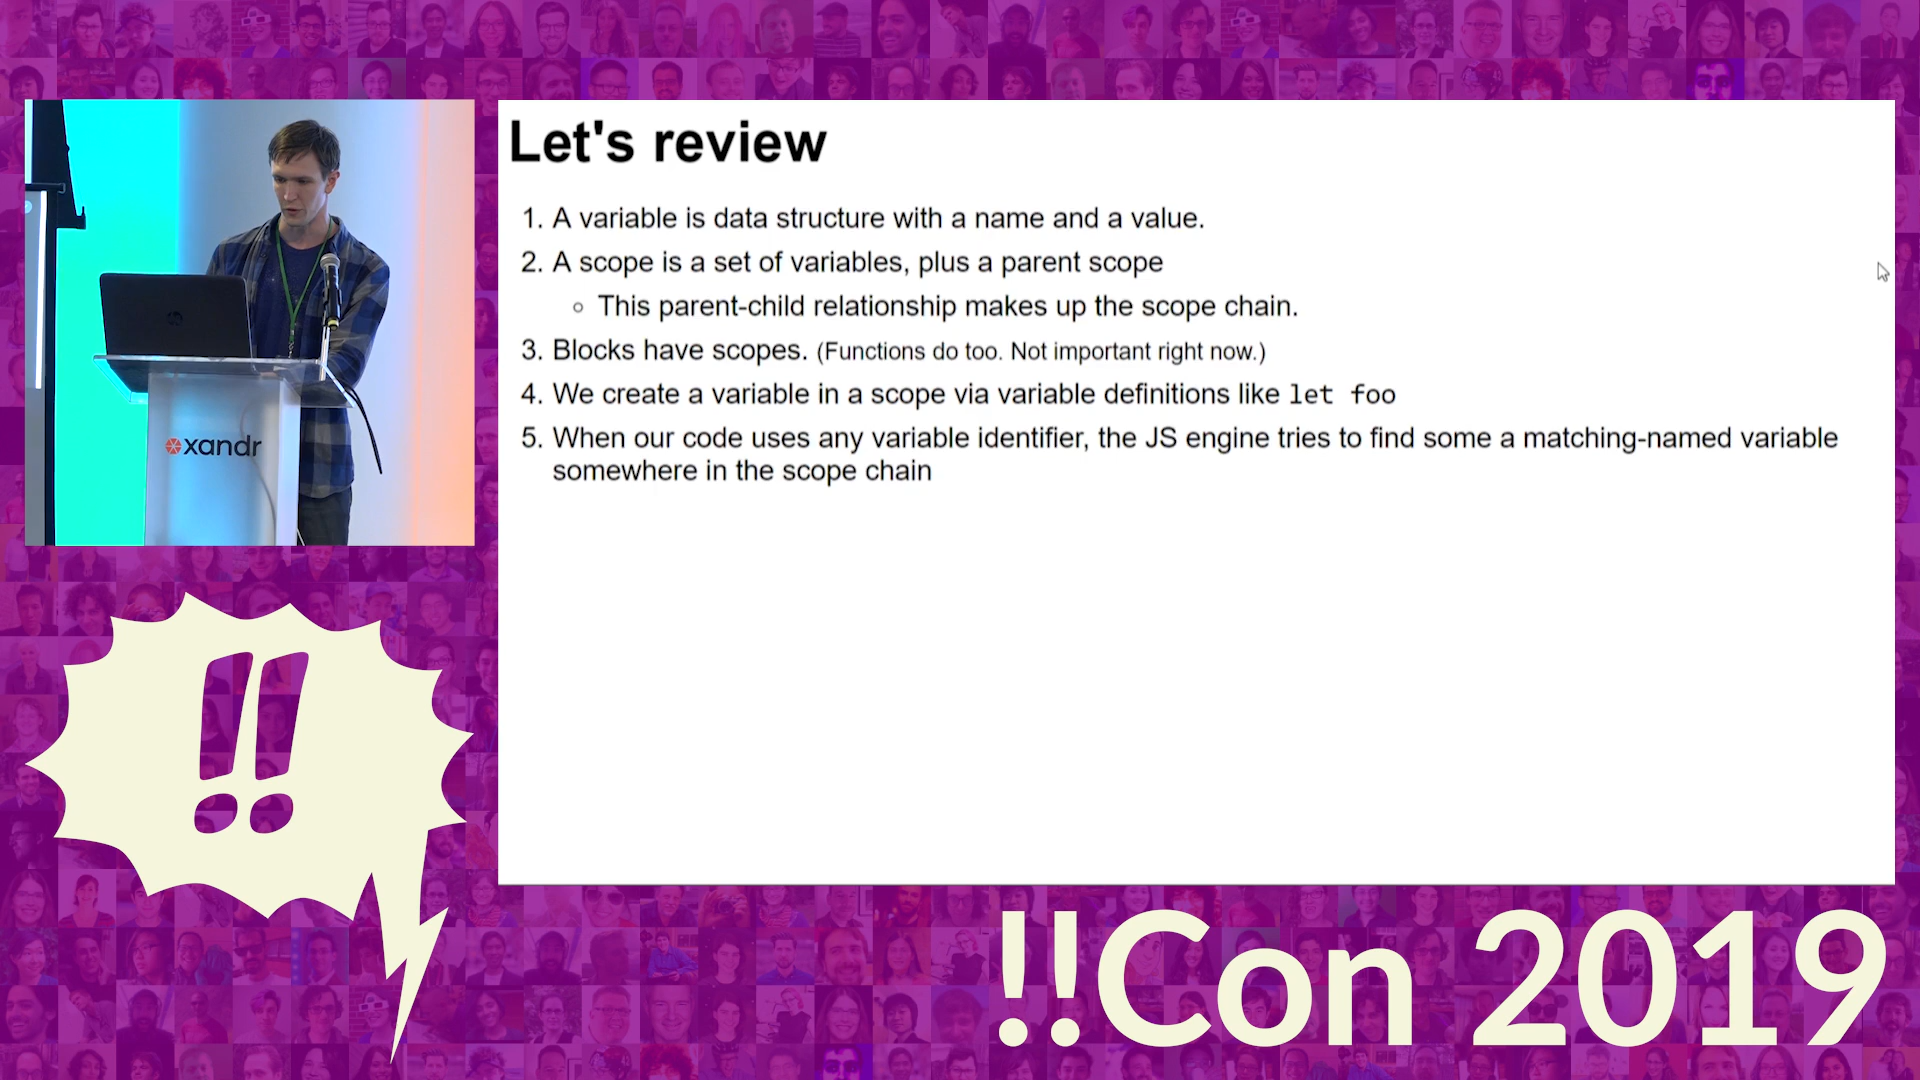 Let's review
1. A variable is data structure with a name and a value.
2. A scope is a set of variables, plus a parent scope
This parent-child relationship makes up the scope chain.
3. Blocks have scopes. (Functions do too. Not important right now.)
4. We create a variable in a scope via variable definitions like let foo
5. When our code uses any variable identifier, the JS engine tries to find some a matching-named variable
somewhere in the scope chain
xandr
!!
!!Con 2019